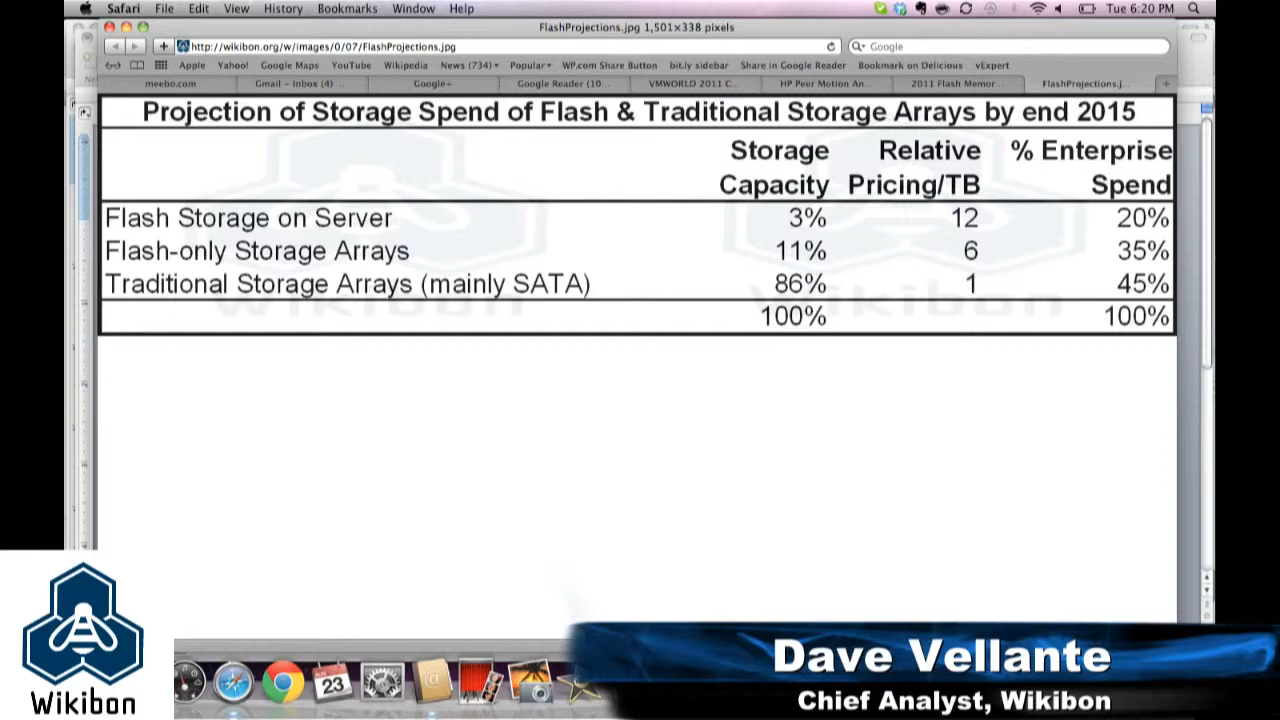 Safari File Edit View History Bookmarks Window Help Tue 6:20 PM
FlashProjections.jpg 1,501×338 pixels
http://wikibon.org/w/images/0/07/FlashProjections.jpg Google
Apple Yahoo! Google Maps YouTube Wikipedia News (734) Popular WP.com Share Button bit.ly sidebar Share in Google Reader Bookmark on Delicious vExpert
meebo.com Gmail – Inbox (4) ... Google+ Google Reader (10... VMWORLD 2011 C... HP Peer Motion An... 2011 Flash Memor... FlashProjections.j...
Projection of Storage Spend of Flash & Traditional Storage Arrays by end 2015
Storage Relative % Enterprise
Capacity Pricing/TB Spend
Flash Storage on Server 3% 12 20%
Flash-only Storage Arrays 11% 6 35%
Traditional Storage Arrays (mainly SATA) 86% 1 45%
100% 100%
Wikibon Wikibon
23
Wikibon
Dave Vellante
Chief Analyst, Wikibon